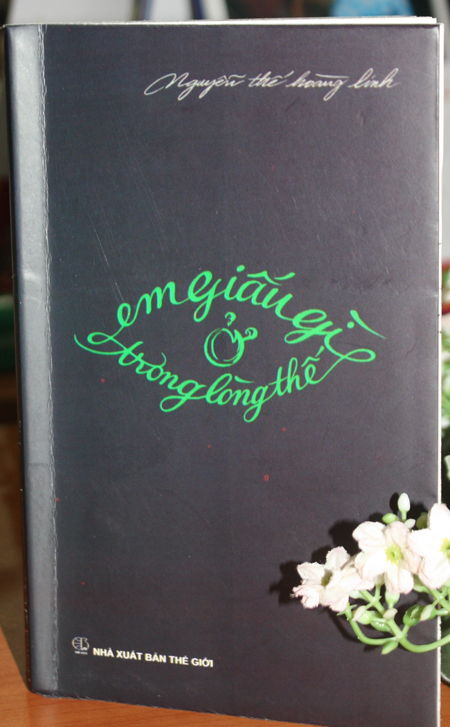 Nguyễn thế hoàng linh
em giấu gì
ở
trong lòng thế
NHÀ XUẤT BẢN THẾ GIỚI